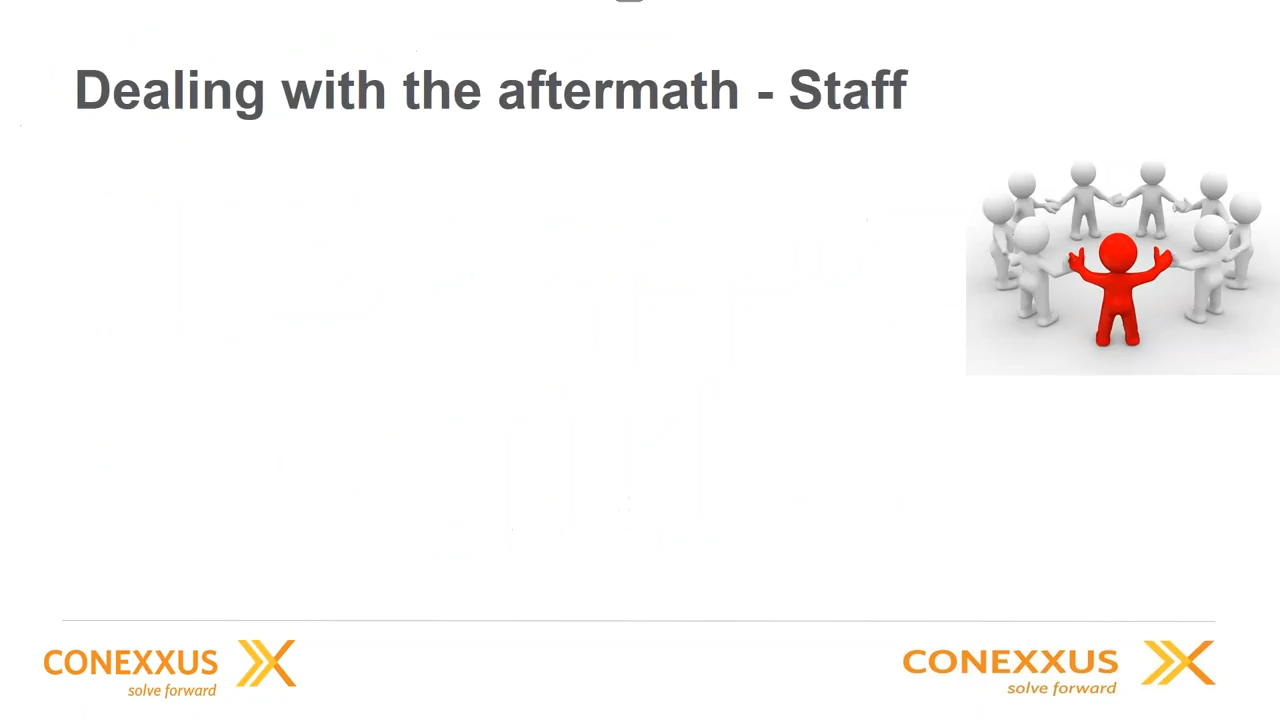 Dealing with the aftermath - Staff
CONEXXUS
solve forward
CONEXXUS
solve forward